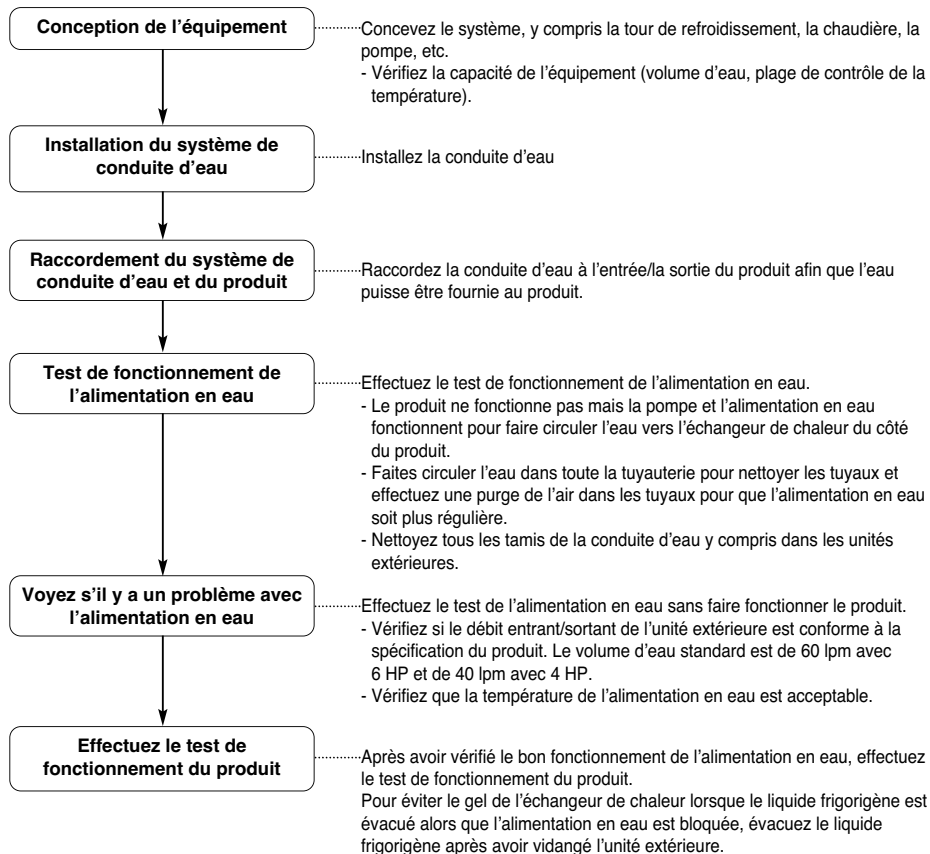 Conception de l’équipement
Concevez le système, y compris la tour de refroidissement, la chaudière, la
pompe, etc.
- Vérifiez la capacité de l’équipement (volume d’eau, plage de contrôle de la
température).
Installation du système de
conduite d’eau
Installez la conduite d’eau
Raccordement du système de
conduite d’eau et du produit
Raccordez la conduite d’eau à l’entrée/la sortie du produit afin que l’eau
puisse être fournie au produit.
Test de fonctionnement de
l’alimentation en eau
Effectuez le test de fonctionnement de l’alimentation en eau.
- Le produit ne fonctionne pas mais la pompe et l’alimentation en eau
fonctionnent pour faire circuler l’eau vers l’échangeur de chaleur du côté
du produit.
- Faites circuler l’eau dans toute la tuyauterie pour nettoyer les tuyaux et
effectuez une purge de l’air dans les tuyaux pour que l’alimentation en eau
soit plus régulière.
- Nettoyez tous les tamis de la conduite d’eau y compris dans les unités
extérieures.
Voyez s’il y a un problème avec
l’alimentation en eau
Effectuez le test de l’alimentation en eau sans faire fonctionner le produit.
- Vérifiez si le débit entrant/sortant de l’unité extérieure est conforme à la
spécification du produit. Le volume d’eau standard est de 60 lpm avec
6 HP et de 40 lpm avec 4 HP.
- Vérifiez que la température de l’alimentation en eau est acceptable.
Effectuez le test de
fonctionnement du produit
Après avoir vérifié le bon fonctionnement de l’alimentation en eau, effectuez
le test de fonctionnement du produit.
Pour éviter le gel de l’échangeur de chaleur lorsque le liquide frigorigène est
évacué alors que l’alimentation en eau est bloquée, évacuez le liquide
frigorigène après avoir vidangé l’unité extérieure.